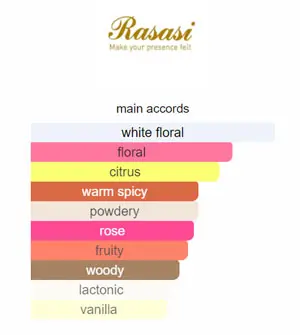 Rasasi
Make your presence felt
main accords
white floral
floral
citrus
warm spicy
powdery
rose
fruity
woody
lactonic
vanilla